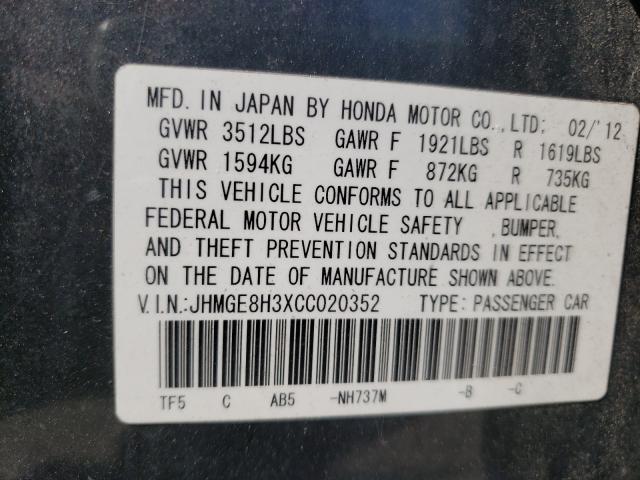 MFD. IN JAPAN BY HONDA MOTOR CO., LTD: 02/'12
GVWR 3512LBS GAWR F 1921LBS R 1619LBS
GVWR 1594KG GAWR F 872KG R 735KG
THIS VEHICLE CONFORMS TO ALL APPLICABLE
FEDERAL MOTOR VEHICLE SAFETY , BUMPER,
AND THEFT PREVENTION STANDARDS IN EFFECT
ON THE DATE OF MANUFACTURE SHOWN ABOVE.
V.I.N.:JHMGE8H3XCC020352 TYPE: PASSENGER CAR
TF5 C AB5 -NH737M -B -C